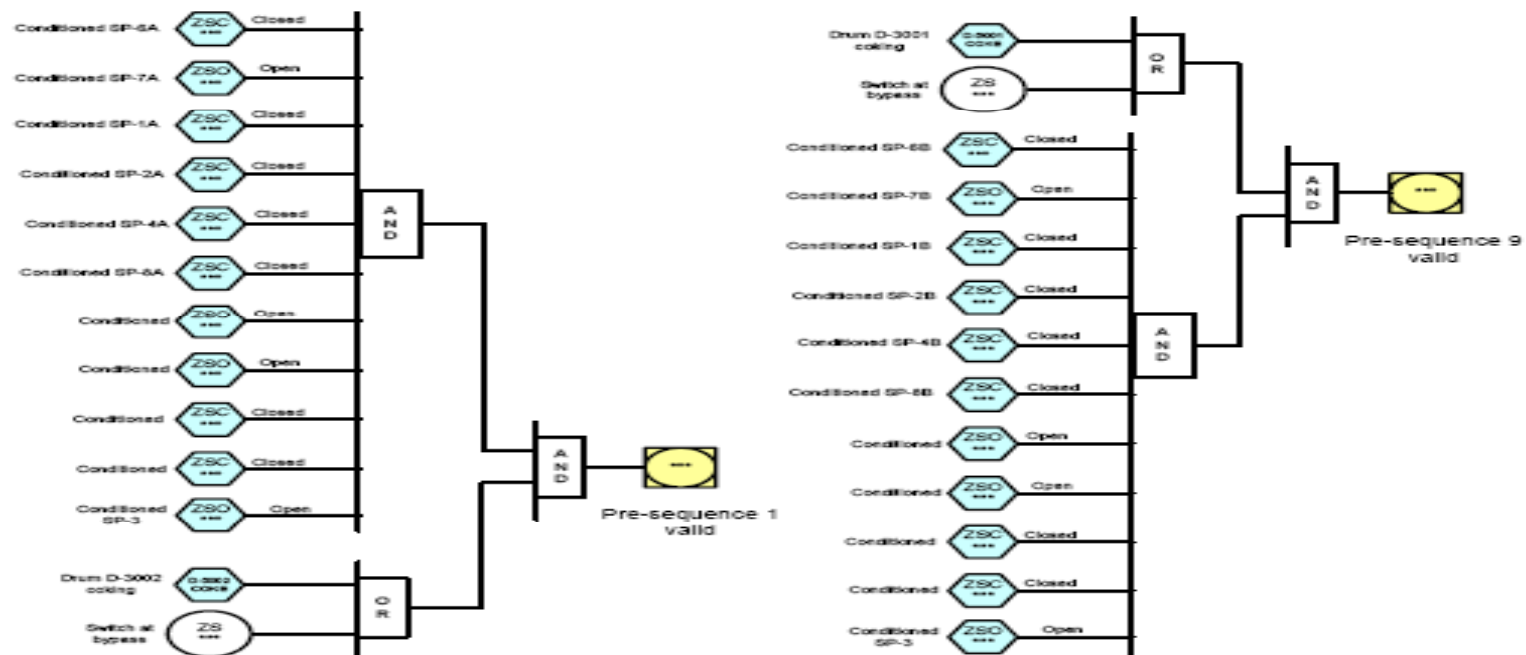 Conditioned SP-6A
ZSC
Closed
Conditioned SP-7A
ZSO
Open
Conditioned SP-1A
ZSC
Closed
Conditioned SP-2A
ZSC
Closed
Conditioned SP-4A
ZSC
Closed
Conditioned SP-8A
ZSC
Closed
Conditioned
ZSO
Open
Conditioned
ZSO
Open
Conditioned
ZSC
Closed
Conditioned
ZSC
Closed
Conditioned
SP-3
ZSO
Open
AND
Drum D-3002
coking
D-3002
COKE
Switch at
bypass
ZS
OR
AND
Pre-sequence 1
valid
Drum D-3001
coking
D-3001
COKE
Switch at
bypass
ZS
OR
Conditioned SP-6B
ZSC
Closed
Conditioned SP-7B
ZSO
Open
Conditioned SP-1B
ZSC
Closed
Conditioned SP-2B
ZSC
Closed
Conditioned SP-4B
ZSC
Closed
Conditioned SP-8B
ZSC
Closed
Conditioned
ZSO
Open
Conditioned
ZSO
Open
Conditioned
ZSC
Closed
Conditioned
ZSC
Closed
Conditioned
SP-3
ZSO
Open
AND
AND
Pre-sequence 9
valid